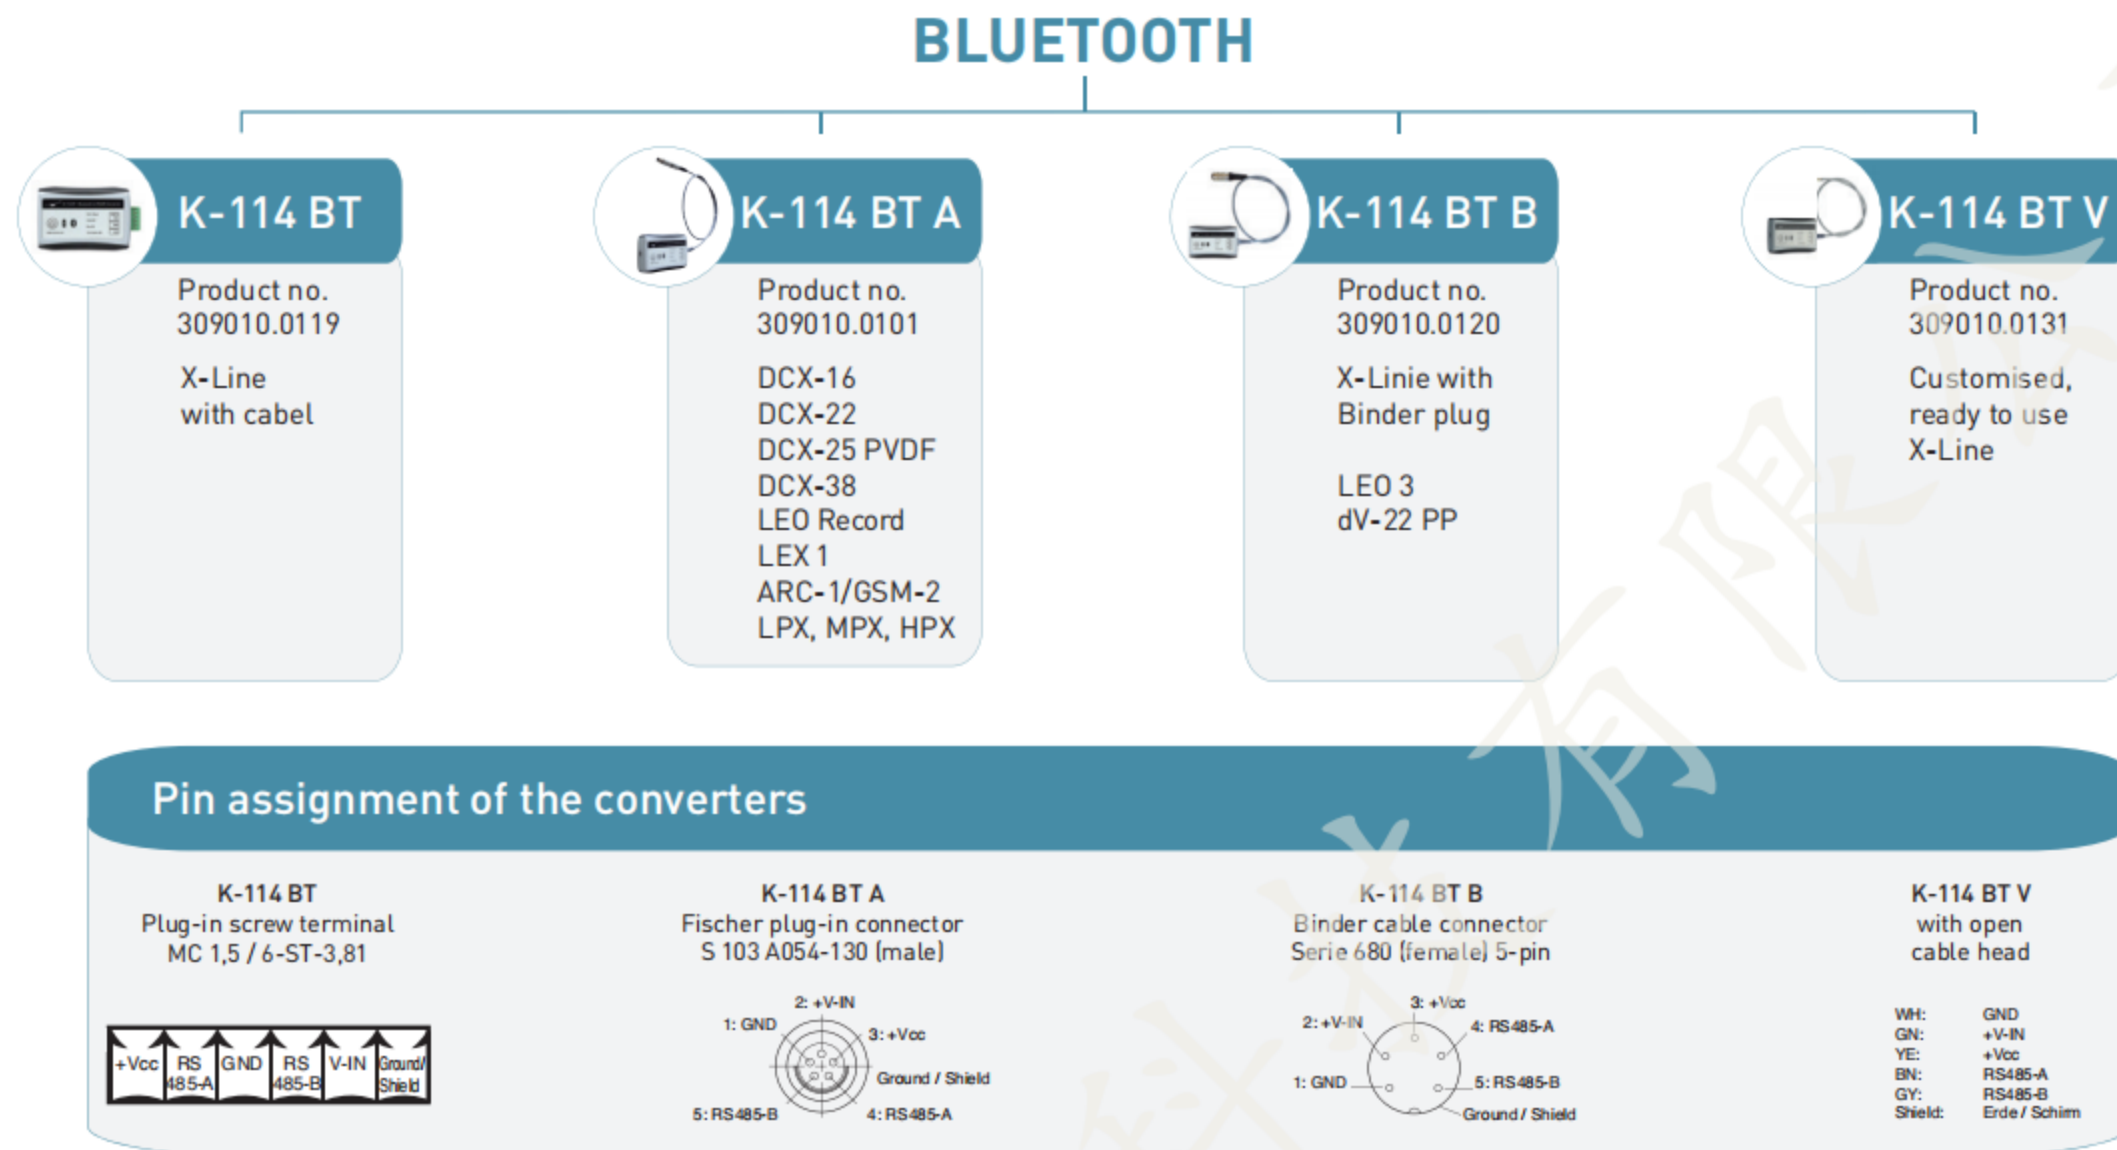 BLUETOOTH
K-114 BT
Product no.
309010.0119
X-Line
with cabel
K-114 BT A
Product no.
309010.0101
DCX-16
DCX-22
DCX-25 PVDF
DCX-38
LEO Record
LEX 1
ARC-1/GSM-2
LPX, MPX, HPX
K-114 BT B
Product no.
309010.0120
X-Linie with
Binder plug
LEO 3
dV-22 PP
K-114 BT V
Product no.
309010.0131
Customised,
ready to use
X-Line
Pin assignment of the converters
K-114 BT
Plug-in screw terminal
MC 1,5 / 6-ST-3,81
+Vcc
RS
485-A
GND
RS
485-B
V-IN
Ground/
Shield
K-114 BT A
Fischer plug-in connector
S 103 A054-130 (male)
2: +V-IN
1: GND
3: +Vcc
Ground / Shield
5: RS485-B
4: RS485-A
K-114 BT B
Binder cable connector
Serie 680 (female) 5-pin
3: +Vcc
2: +V-IN
4: RS485-A
1: GND
5: RS485-B
Ground / Shield
K-114 BT V
with open
cable head
WH: GND
GN: +V-IN
YE: +Vcc
BN: RS485-A
GY: RS485-B
Shield: Erde / Schirm
科技有限公